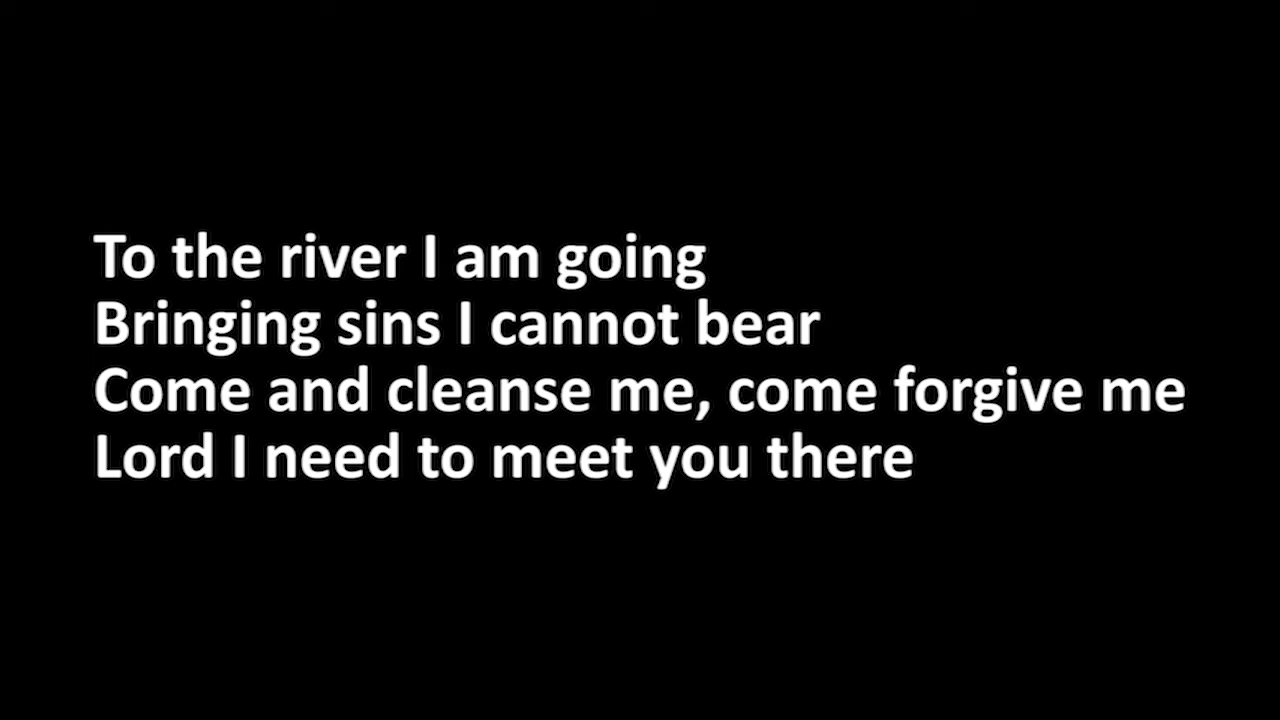 To the river I am going
Bringing sins I cannot bear
Come and cleanse me, come forgive me
Lord I need to meet you there